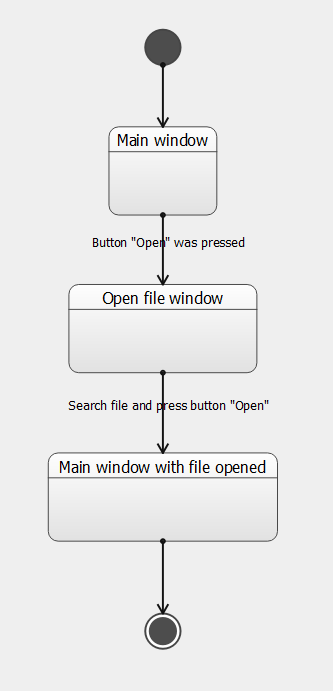 Main window
Button "Open" was pressed
Open file window
Search file and press button "Open"
Main window with file opened